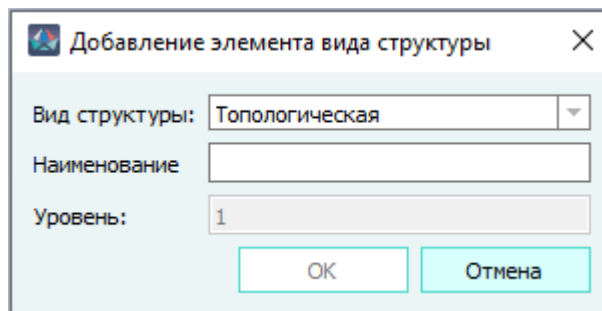 Добавление элемента вида структуры
Вид структуры: Топологическая
Наименование
Уровень: 1
OK Отмена